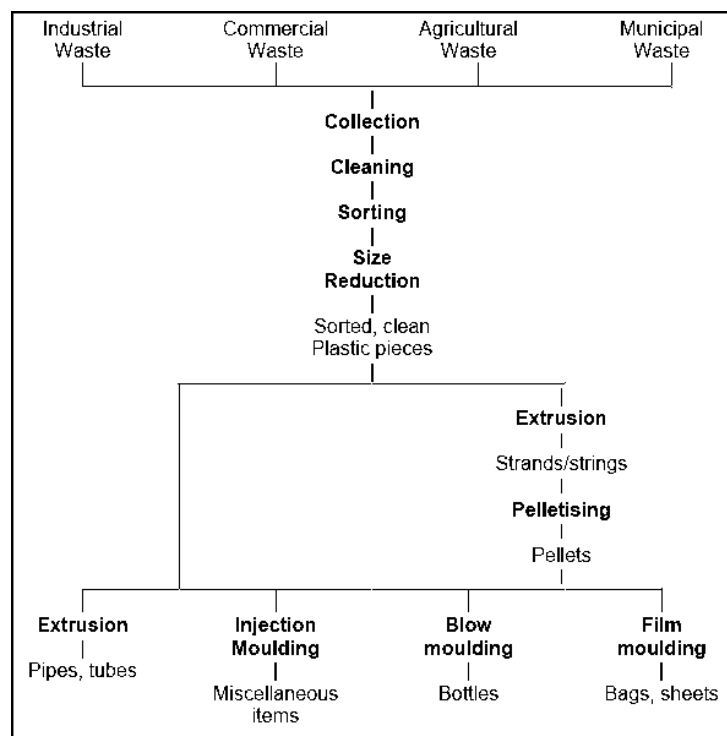 Industrial
Waste
Commercial
Waste
Agricultural
Waste
Municipal
Waste
Collection
Cleaning
Sorting
Size
Reduction
Sorted, clean
Plastic pieces
Extrusion
Strands/strings
Pelletising
Pellets
Extrusion
Pipes, tubes
Injection
Moulding
Miscellaneous
items
Blow
moulding
Bottles
Film
moulding
Bags, sheets